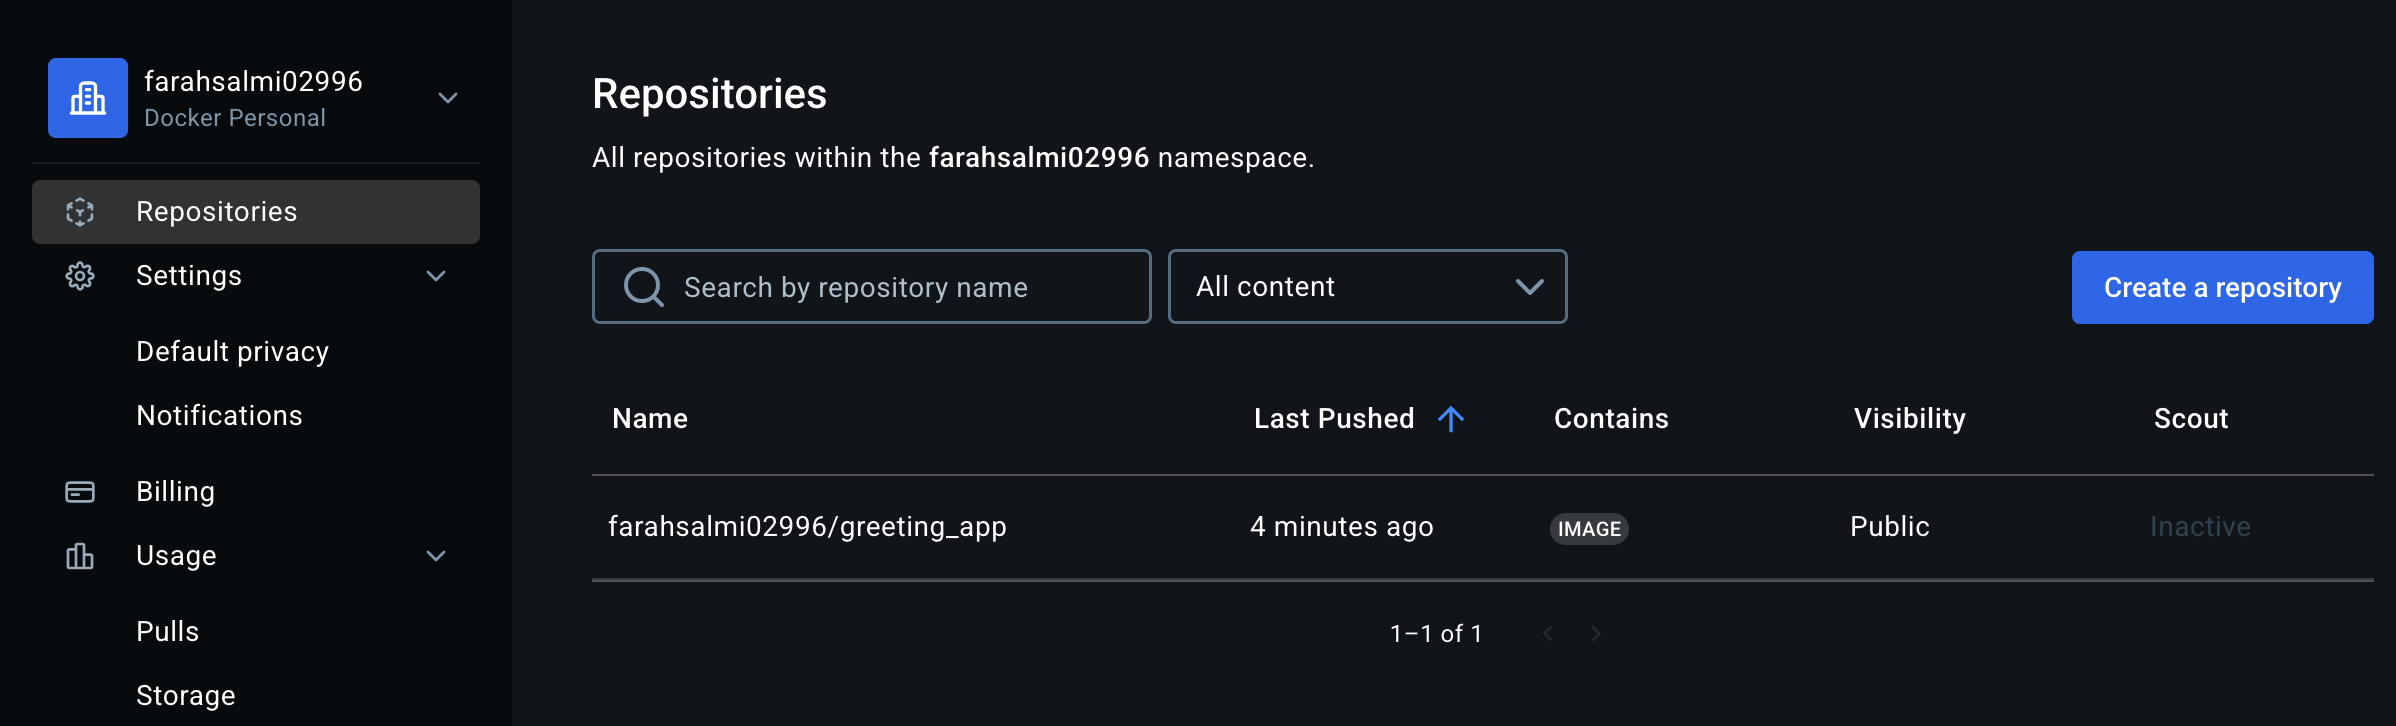 farahsalmi02996
Docker Personal
Repositories
Settings
Default privacy
Notifications
Billing
Usage
Pulls
Storage
Repositories
All repositories within the farahsalmi02996 namespace.
Search by repository name
All content
Create a repository
Name Last Pushed Contains Visibility Scout
farahsalmi02996/greeting_app 4 minutes ago IMAGE Public Inactive
1–1 of 1